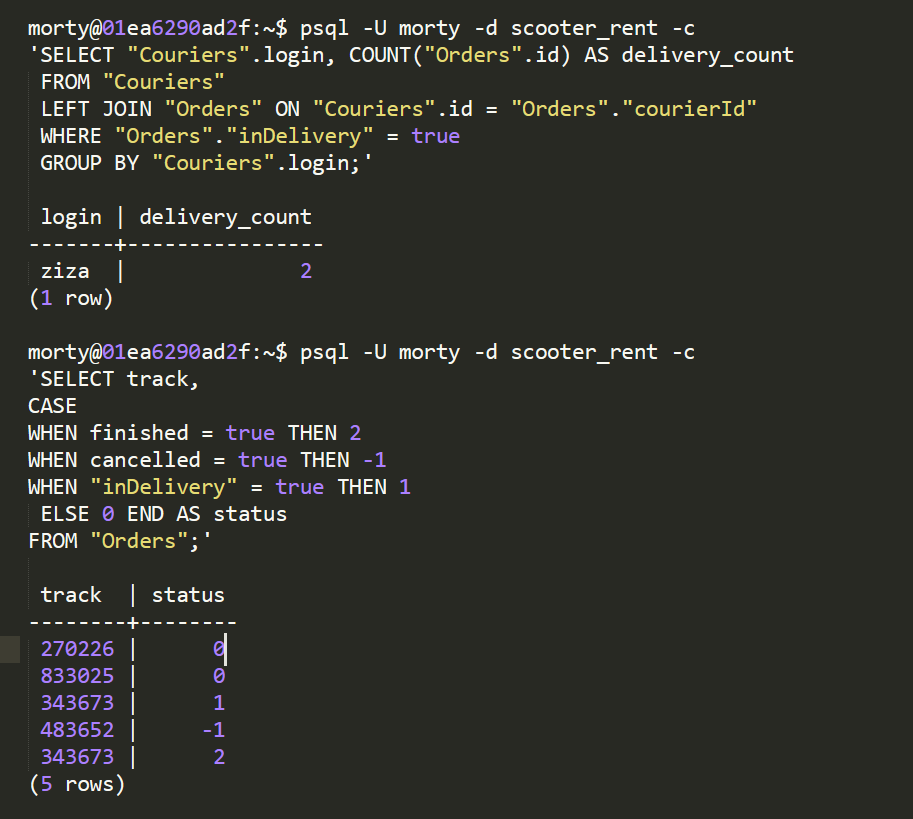 morty@01ea6290ad2f:~$ psql -U morty -d scooter_rent -c
'SELECT "Couriers".login, COUNT("Orders".id) AS delivery_count
 FROM "Couriers"
 LEFT JOIN "Orders" ON "Couriers".id = "Orders"."courierId"
 WHERE "Orders"."inDelivery" = true
 GROUP BY "Couriers".login;'

 login | delivery_count
-------+----------------
 ziza  |              2
(1 row)

morty@01ea6290ad2f:~$ psql -U morty -d scooter_rent -c
'SELECT track,
CASE
WHEN finished = true THEN 2
WHEN cancelled = true THEN -1
WHEN "inDelivery" = true THEN 1
 ELSE 0 END AS status
FROM "Orders";'

 track  | status
--------+--------
 270226 |      0
 833025 |      0
 343673 |      1
 483652 |     -1
 343673 |      2
(5 rows)